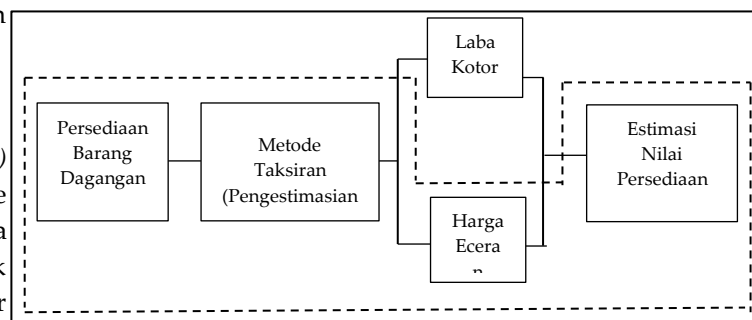 n
)
e
a
k
r
Persediaan
Barang
Dagangan
Metode
Taksiran
(Pengestimasian
Laba
Kotor
Harga
Ecera
Estimasi
Nilai
Persediaan